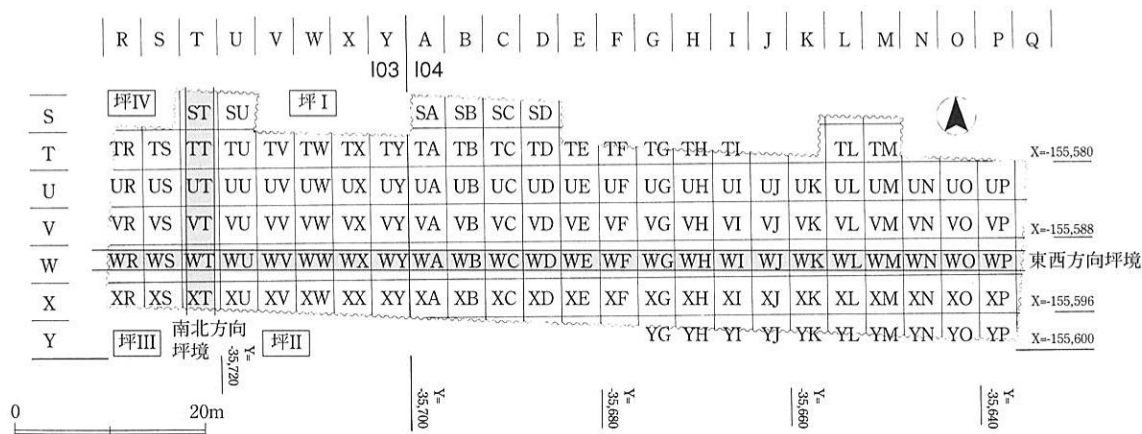 R S T U V W X Y A B C D E F G H I J K L M N O P Q
103 104
坪IV 坪I
S ST SU SA SB SC SD
T TR TS TT TU TV TW TX TY TA TB TC TD TE TF TG TH TI TL TM X=-155,580
U UR US UT UU UV UW UX UY UA UB UC UD UE UF UG UH UI UJ UK UL UM UN UO UP
V VR VS VT VU VV VW VX VY VA VB VC VD VE VF VG VH VI VJ VK VL VM VN VO VP X=-155,588
W WR WS WT WU WV WW WX WY WA WB WC WD WE WF WG WH WI WJ WK WL WM WN WO WP 東西方向坪境
X XR XS XT XU XV XW XX XY XA XB XC XD XE XF XG XH XI XJ XK XL XM XN XO XP X=-155,596
Y YG YH YI YJ YK YL YM YN YO YP X=-155,600
坪III 南北方向 坪II
坪境
Y=
-35,720
Y=
-35,700
Y=
-35,680
Y=
-35,660
Y=
-35,640
0 20m